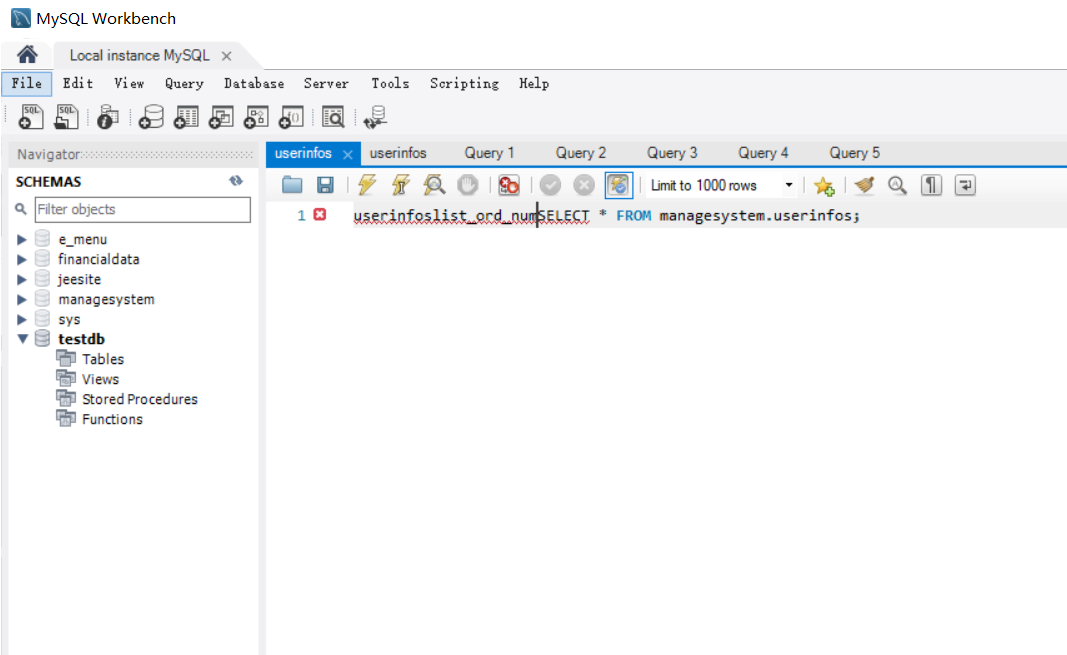 MySQL Workbench
Local instance MySQL
File Edit View Query Database Server Tools Scripting Help
SQL SQL
Navigator
userinfos userinfos Query 1 Query 2 Query 3 Query 4 Query 5
SCHEMAS
Limit to 1000 rows
Filter objects
1 userinfoslist_ord_numSELECT * FROM managesystem.userinfos;
e_menu
financialdata
jeesite
managesystem
sys
testdb
Tables
Views
Stored Procedures
Functions